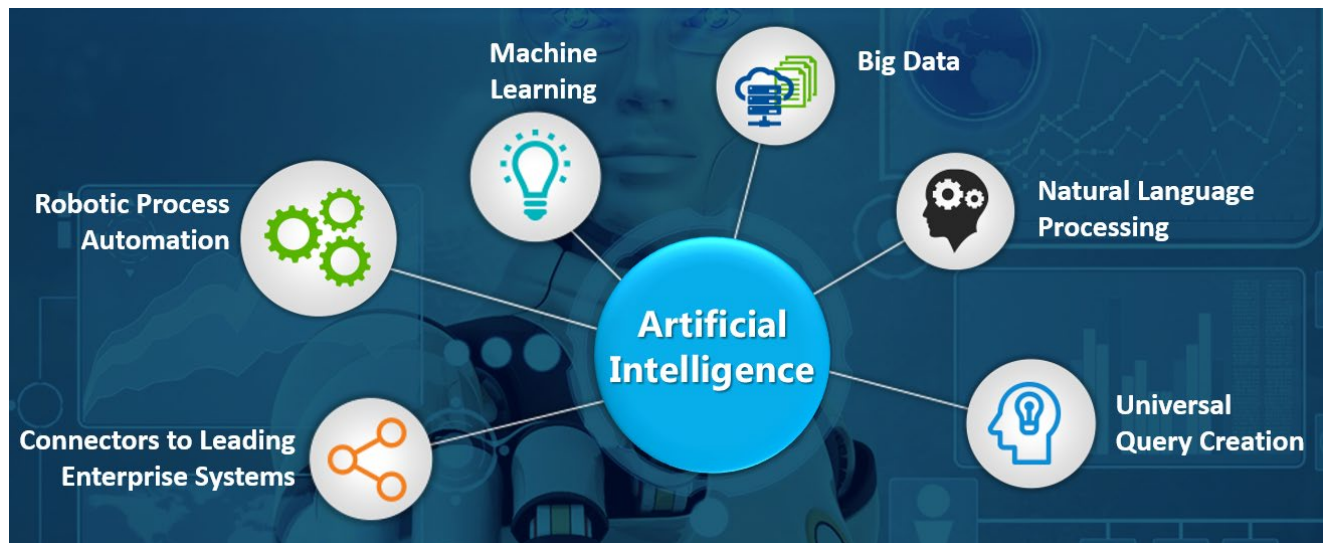 Machine
Learning
Big Data
Robotic Process
Automation
Natural Language
Processing
Artificial
Intelligence
Connectors to Leading
Enterprise Systems
Universal
Query Creation